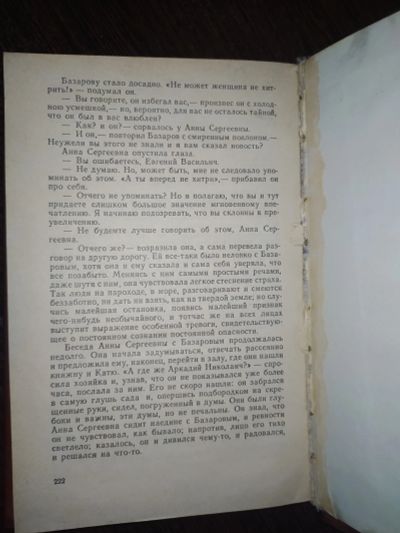 Базарову стало досадно. «Не может женщина не хит-
рить!» — подумал он.
— Вы говорите, он избегал вас,— произнес он с холод-
ною усмешкой,— но, вероятно, для вас не осталось тайной,
что он был в вас влюблен?
— Как? и он?— сорвалось у Анны Сергеевны.
— И он,— повторил Базаров с смиренным поклоном.—
Неужели вы этого не знали и я вам сказал новость?
Анна Сергеевна опустила глаза.
— Вы ошибаетесь, Евгений Васильич.
— Не думаю. Но, может быть, мне не следовало упо-
минать об этом. «А ты вперед не хитри»,— прибавил он
про себя.
— Отчего не упоминать? Но я полагаю, что вы и тут
придаете слишком большое значение мгновенному впе-
чатлению. Я начинаю подозревать, что вы склонны к пре-
увеличению.
— Не будемте лучше говорить об этом, Анна Сер-
геевна.
— Отчего же?— возразила она, а сама перевела раз-
говор на другую дорогу. Ей все-таки было неловко с База-
ровым, хотя она и ему сказала и сама себя уверила, что
все позабыто. Меняясь с ним самыми простыми речами,
даже шутя с ним, она чувствовала легкое стеснение страха.
Так люди на пароходе, в море, разговаривают и смеются
беззаботно, ни дать ни взять, как на твердой земле; но слу-
чись малейшая остановка, появись малейший признак
чего-нибудь необычайного, и тотчас же на всех лицах
выступит выражение особенной тревоги, свидетельствую-
щее о постоянном сознании постоянной опасности.
Беседа Анны Сергеевны с Базаровым продолжалась
недолго. Она начала задумываться, отвечать рассеянно
и предложила ему, наконец, перейти в залу, где они нашли
княжну и Катю. «А где же Аркадий Николаич?» — спро-
сила хозяйка и, узнав, что он не показывался уже более
часа, послала за ним. Его не скоро нашли: он забрался
в самую глушь сада и, опершись подбородком на скре-
щенные руки, сидел, погруженный в думы. Они были глу-
боки и важны, эти думы, но не печальны. Он знал, что
Анна Сергеевна сидит наедине с Базаровым, и ревности
он не чувствовал, как бывало; напротив, лицо его тихо
светлело; казалось, он и дивился чему-то, и радовался,
и решался на что-то.
222